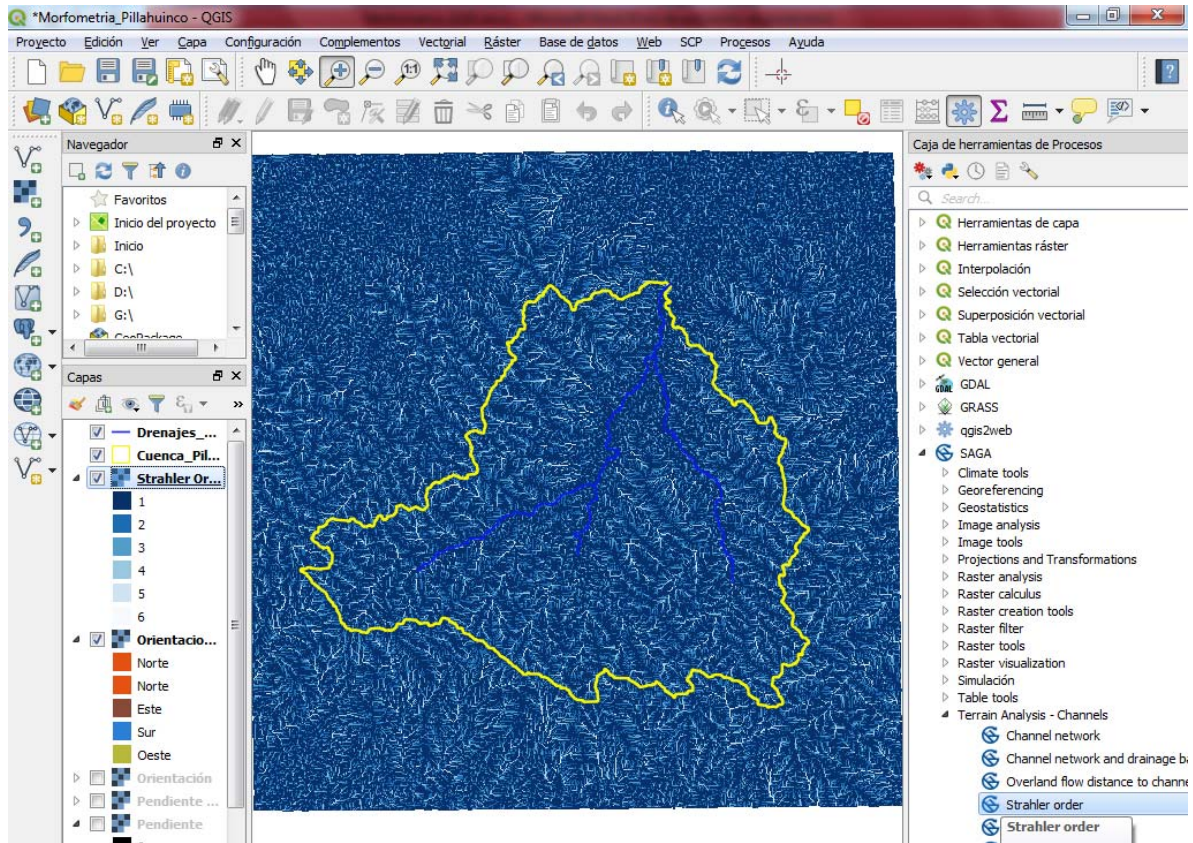 *Morfometria_Pillahuinco - QGIS
Proyecto Edición Ver Capa Configuración Complementos Vectorial Ráster Base de datos Web SCP Procesos Ayuda
1:1
?
Navegador
Favoritos
Inicio del proyecto
Inicio
C:\
D:\
G:\
GeoPackage
Capas
Drenajes_...
Cuenca_Pil...
Strahler Or...
1
2
3
4
5
6
Orientacio...
Norte
Norte
Este
Sur
Oeste
Orientación
Pendiente ...
Pendiente
Caja de herramientas de Procesos
Search...
Herramientas de capa
Herramientas ráster
Interpolación
Selección vectorial
Superposición vectorial
Tabla vectorial
Vector general
GDAL
GRASS
qgis2web
SAGA
Climate tools
Georeferencing
Geostatistics
Image analysis
Image tools
Projections and Transformations
Raster analysis
Raster calculus
Raster creation tools
Raster filter
Raster tools
Raster visualization
Simulación
Table tools
Terrain Analysis - Channels
Channel network
Channel network and drainage ba
Overland flow distance to channe
Strahler order
Strahler order